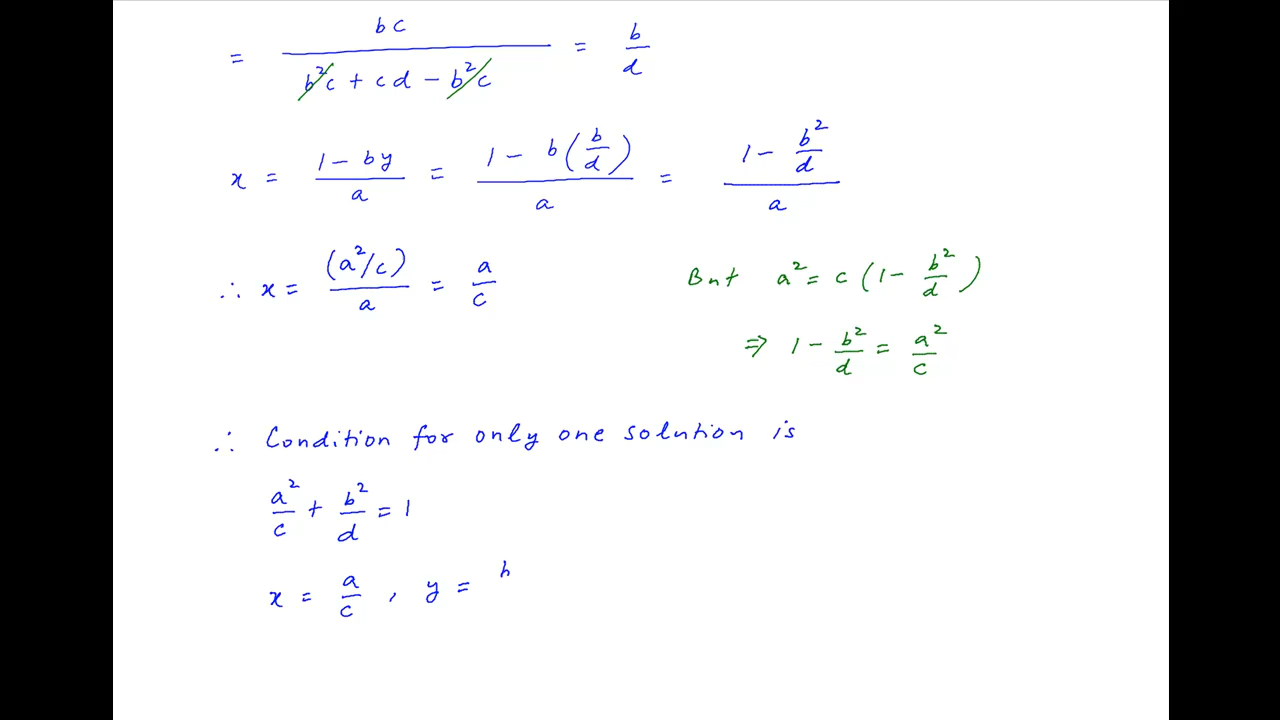 = bc / (b²c + cd − b²c) = b/d
x = (1 − by)/a = (1 − b(b/d))/a = (1 − b²/d)/a
∴ x = (a²/c)/a = a/c
But a² = c(1 − b²/d)
⇒ 1 − b²/d = a²/c
∴ Condition for only one solution is
a²/c + b²/d = 1
x = a/c , y = b